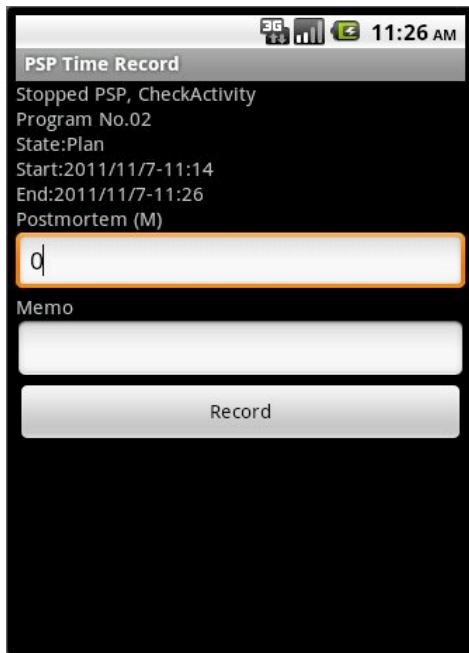 3G 11:26 AM
PSP Time Record
Stopped PSP, CheckActivity
Program No.02
State:Plan
Start:2011/11/7-11:14
End:2011/11/7-11:26
Postmortem (M)
0
Memo
Record